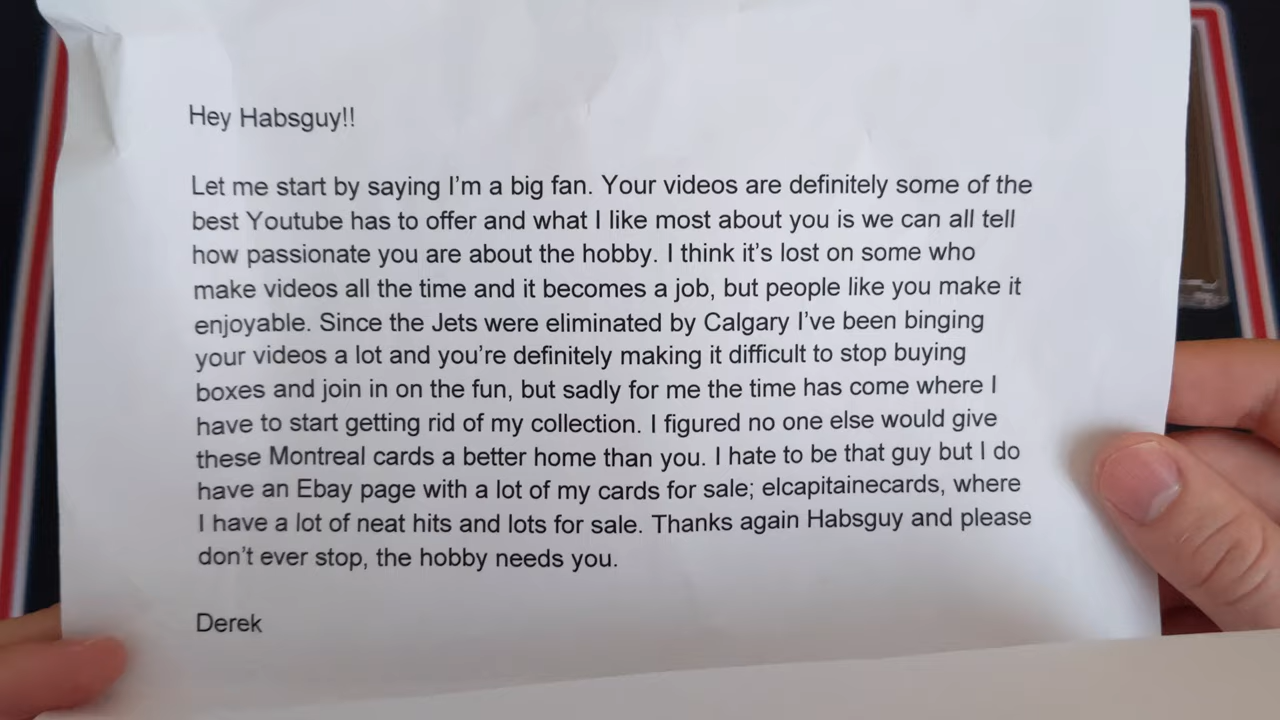 Hey Habsguy!!
Let me start by saying I'm a big fan. Your videos are definitely some of the
best Youtube has to offer and what I like most about you is we can all tell
how passionate you are about the hobby. I think it's lost on some who
make videos all the time and it becomes a job, but people like you make it
enjoyable. Since the Jets were eliminated by Calgary I've been binging
your videos a lot and you're definitely making it difficult to stop buying
boxes and join in on the fun, but sadly for me the time has come where I
have to start getting rid of my collection. I figured no one else would give
these Montreal cards a better home than you. I hate to be that guy but I do
have an Ebay page with a lot of my cards for sale; elcapitainecards, where
I have a lot of neat hits and lots for sale. Thanks again Habsguy and please
don't ever stop, the hobby needs you.
Derek